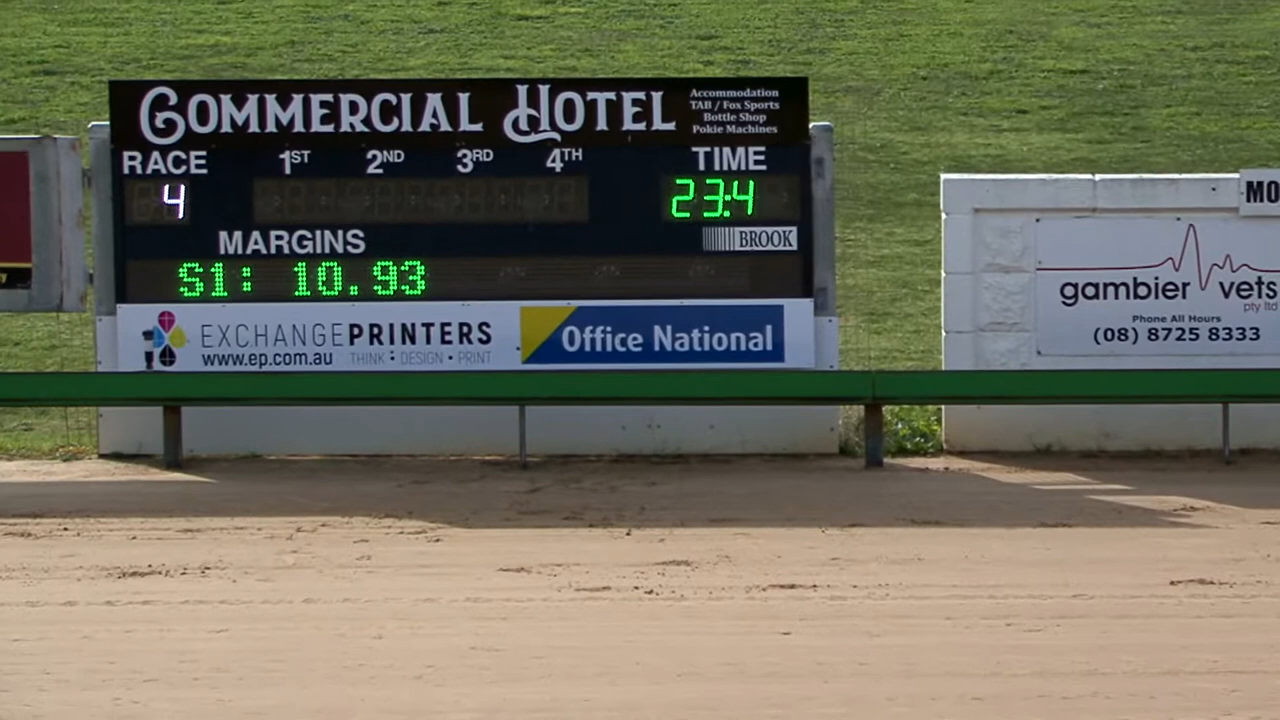 COMMERCIAL HOTEL
Accommodation
TAB / Fox Sports
Bottle Shop
Pokie Machines
RACE 1ST 2ND 3RD 4TH TIME
4 23:4
MARGINS
BROOK
S1: 10.93
EXCHANGEPRINTERS
www.ep.com.au THINK : DESIGN • PRINT
Office National
MO
gambier vets
pty ltd
Phone All Hours
(08) 8725 8333